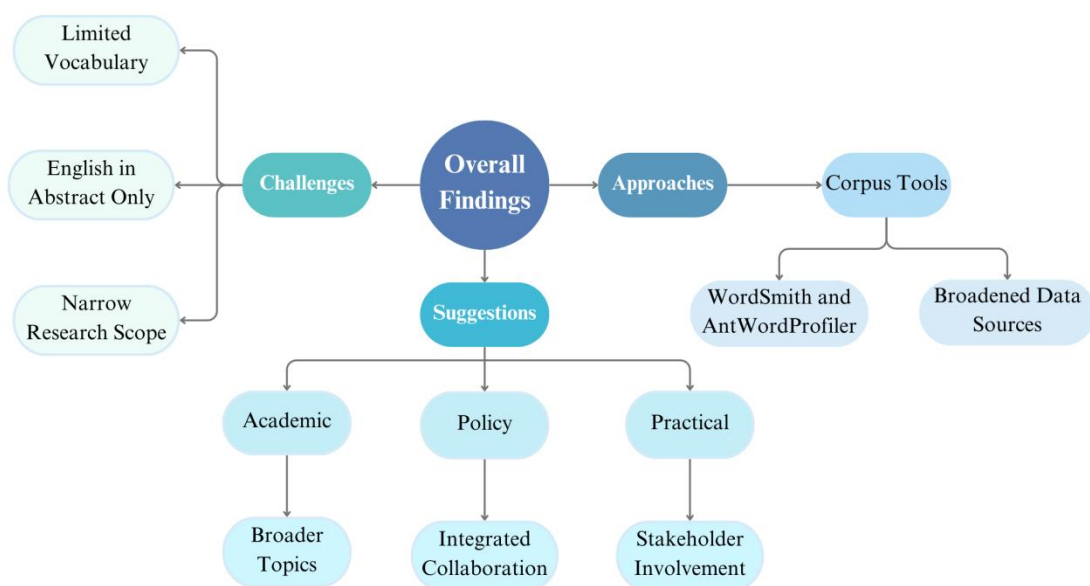 Limited
Vocabulary
English in
Abstract Only
Narrow
Research Scope
Challenges
Overall
Findings
Approaches
Corpus Tools
WordSmith and
AntWordProfiler
Broadened Data
Sources
Suggestions
Academic
Policy
Practical
Broader
Topics
Integrated
Collaboration
Stakeholder
Involvement